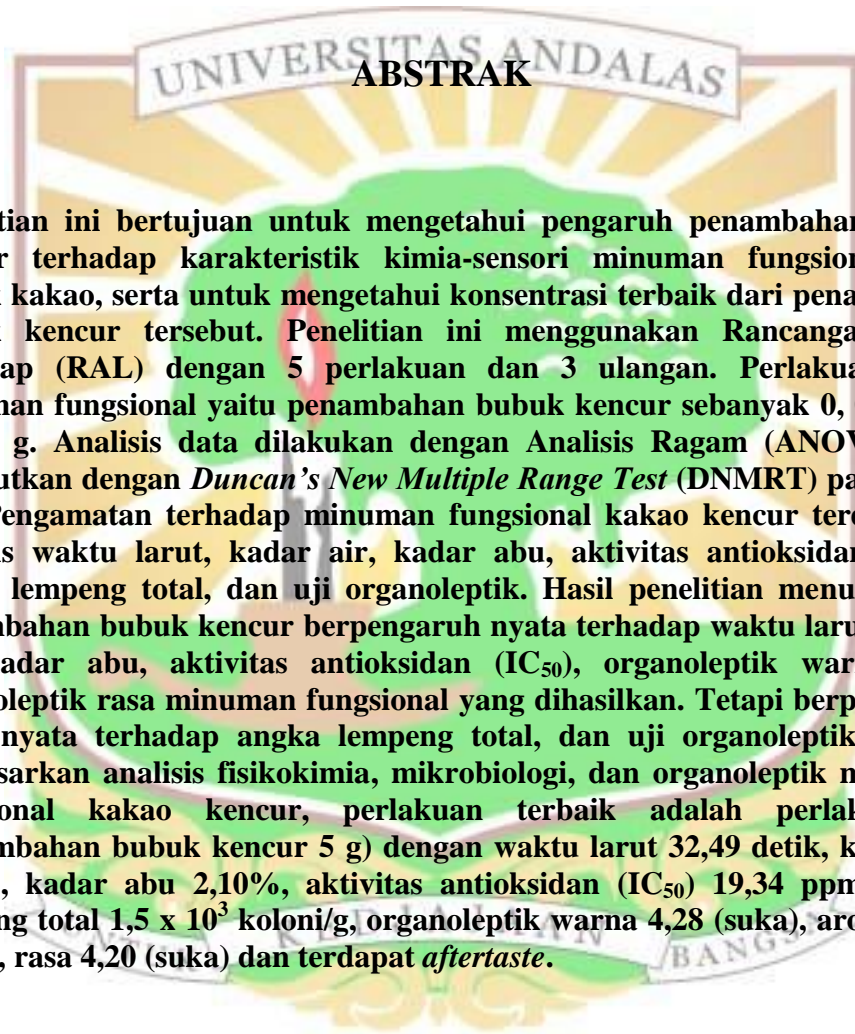 UNIVERSITAS ANDALAS
ABSTRAK
tian ini bertujuan untuk mengetahui pengaruh penambahan
r terhadap karakteristik kimia-sensori minuman fungsion
k kakao, serta untuk mengetahui konsentrasi terbaik dari pena
k kencur tersebut. Penelitian ini menggunakan Rancanga
ap (RAL) dengan 5 perlakuan dan 3 ulangan. Perlakua
nan fungsional yaitu penambahan bubuk kencur sebanyak 0,
g. Analisis data dilakukan dengan Analisis Ragam (ANOV
utkan dengan Duncan’s New Multiple Range Test (DNMRT) pa
Pengamatan terhadap minuman fungsional kakao kencur terd
is waktu larut, kadar air, kadar abu, aktivitas antioksidan
lempeng total, dan uji organoleptik. Hasil penelitian menu
nbahan bubuk kencur berpengaruh nyata terhadap waktu laru
kadar abu, aktivitas antioksidan (IC50), organoleptik war
oleptik rasa minuman fungsional yang dihasilkan. Tetapi berp
nyata terhadap angka lempeng total, dan uji organoleptik
sarkan analisis fisikokimia, mikrobiologi, dan organoleptik m
onal kakao kencur, perlakuan terbaik adalah perlak
mbahan bubuk kencur 5 g) dengan waktu larut 32,49 detik, k
, kadar abu 2,10%, aktivitas antioksidan (IC50) 19,34 ppm
ng total 1,5 x 10³ koloni/g, organoleptik warna 4,28 (suka), aro
, rasa 4,20 (suka) dan terdapat aftertaste.
BANGS